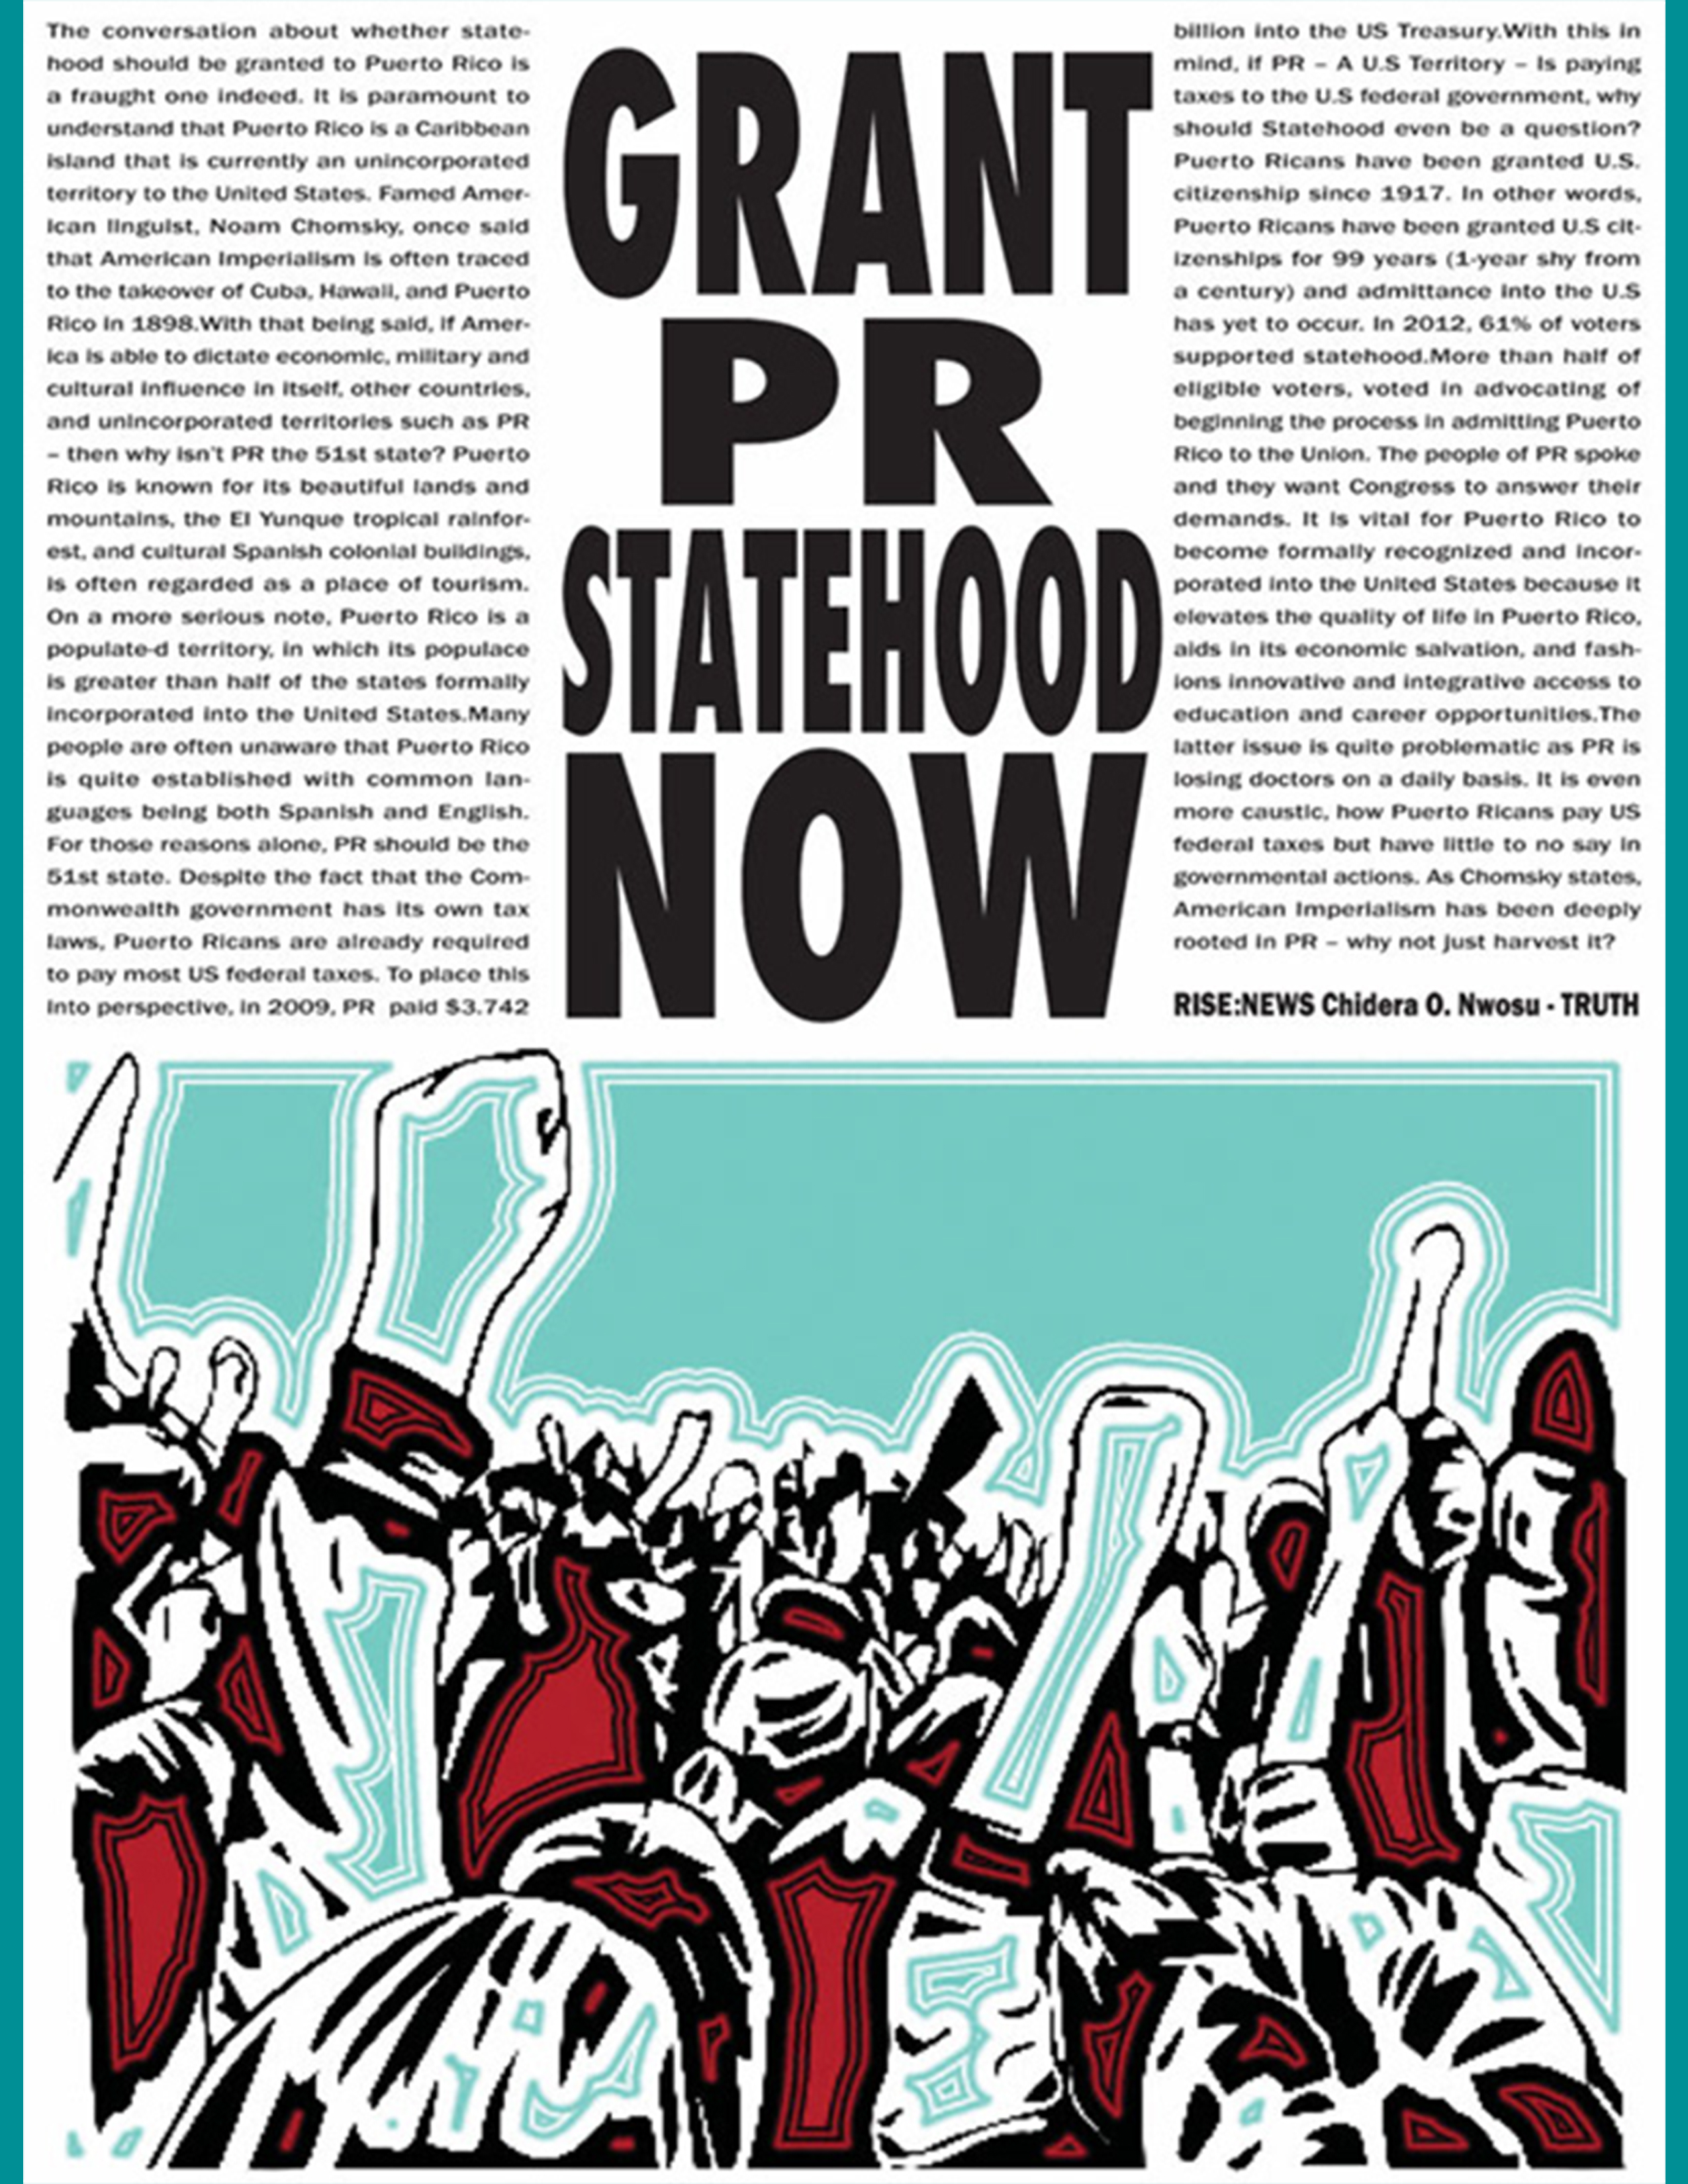 The conversation about whether state-
hood should be granted to Puerto Rico is
a fraught one indeed. It is paramount to
understand that Puerto Rico is a Caribbean
island that is currently an unincorporated
territory to the United States. Famed Amer-
ican linguist, Noam Chomsky, once said
that American Imperialism is often traced
to the takeover of Cuba, Hawaii, and Puerto
Rico in 1898.With that being said, if Amer-
ica is able to dictate economic, military and
cultural influence in itself, other countries,
and unincorporated territories such as PR
– then why isn't PR the 51st state? Puerto
Rico is known for its beautiful lands and
mountains, the El Yunque tropical rainfor-
est, and cultural Spanish colonial buildings,
is often regarded as a place of tourism.
On a more serious note, Puerto Rico is a
populate-d territory, in which its populace
is greater than half of the states formally
incorporated into the United States.Many
people are often unaware that Puerto Rico
is quite established with common lan-
guages being both Spanish and English.
For those reasons alone, PR should be the
51st state. Despite the fact that the Com-
monwealth government has its own tax
laws, Puerto Ricans are already required
to pay most US federal taxes. To place this
into perspective, in 2009, PR paid $3.742
GRANT
PR
STATEHOOD
NOW
billion into the US Treasury.With this in
mind, if PR – A U.S Territory – is paying
taxes to the U.S federal government, why
should Statehood even be a question?
Puerto Ricans have been granted U.S.
citizenship since 1917. In other words,
Puerto Ricans have been granted U.S cit-
izenships for 99 years (1-year shy from
a century) and admittance into the U.S
has yet to occur. In 2012, 61% of voters
supported statehood.More than half of
eligible voters, voted in advocating of
beginning the process in admitting Puerto
Rico to the Union. The people of PR spoke
and they want Congress to answer their
demands. It is vital for Puerto Rico to
become formally recognized and incor-
porated into the United States because it
elevates the quality of life in Puerto Rico,
aids in its economic salvation, and fash-
ions innovative and integrative access to
education and career opportunities.The
latter issue is quite problematic as PR is
losing doctors on a daily basis. It is even
more caustic, how Puerto Ricans pay US
federal taxes but have little to no say in
governmental actions. As Chomsky states,
American Imperialism has been deeply
rooted in PR – why not just harvest it?
RISE:NEWS Chidera O. Nwosu - TRUTH